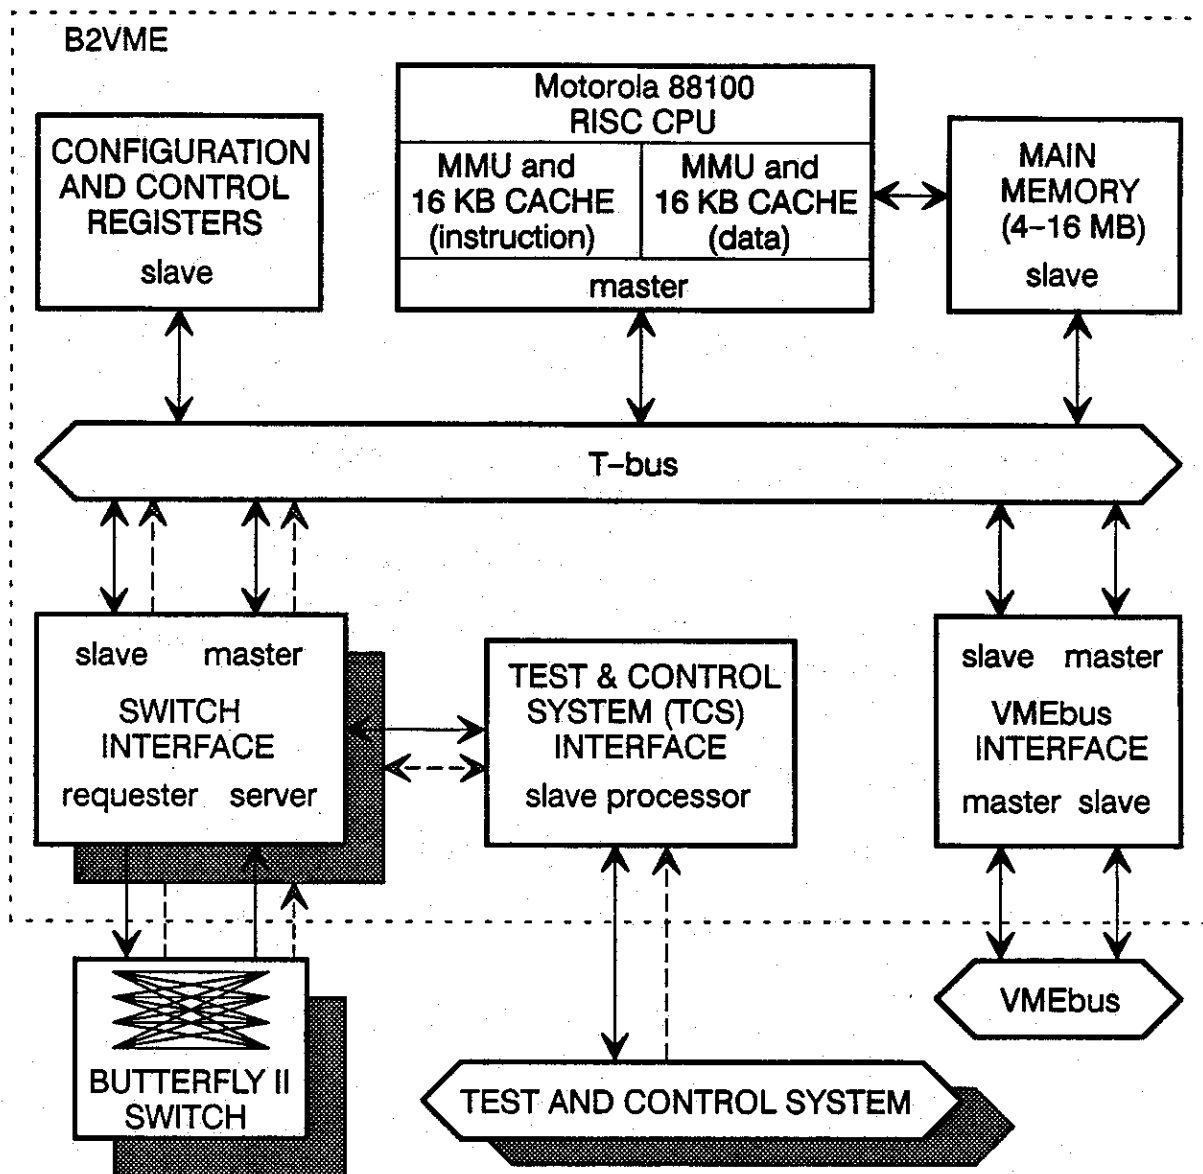 B2VME
CONFIGURATION
AND CONTROL
REGISTERS
slave
Motorola 88100
RISC CPU
MMU and
16 KB CACHE
(instruction)
MMU and
16 KB CACHE
(data)
master
MAIN
MEMORY
(4–16 MB)
slave
T–bus
slave master
SWITCH
INTERFACE
requester server
TEST & CONTROL
SYSTEM (TCS)
INTERFACE
slave processor
slave master
VMEbus
INTERFACE
master slave
BUTTERFLY II
SWITCH
TEST AND CONTROL SYSTEM
VMEbus